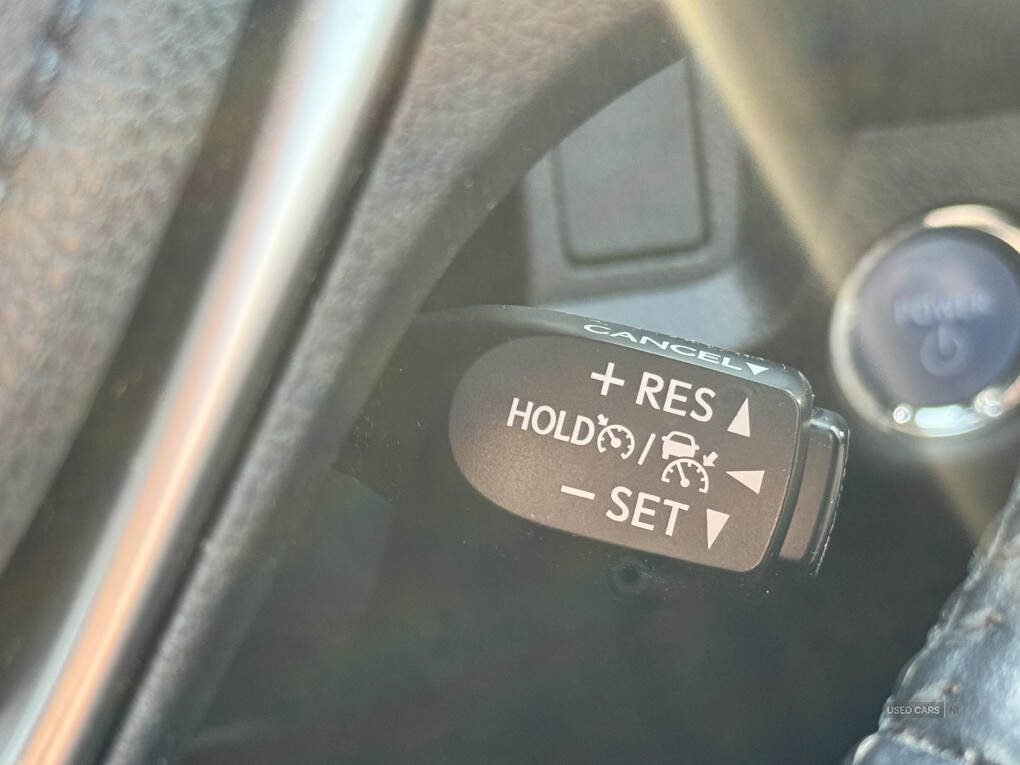 CANCEL
+ RES
HOLD /
− SET
POWER
USED CARS NI